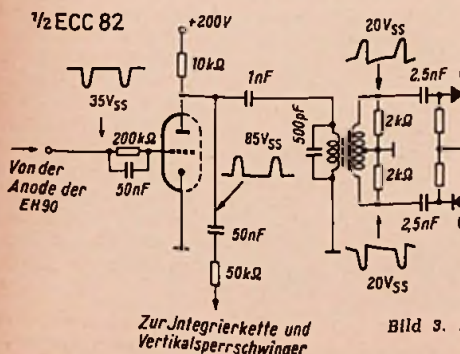 ½ ECC 82
+200V
10kΩ
1nF
20Vss
2,5nF
35Vss
200kΩ
50nF
Von der
Anode der
EH90
85Vss
500pF
2kΩ
2kΩ
50nF
50kΩ
2,5nF
20Vss
Zur Jntegrierkette und
Vertikalsperrschwinger
Bild 3.